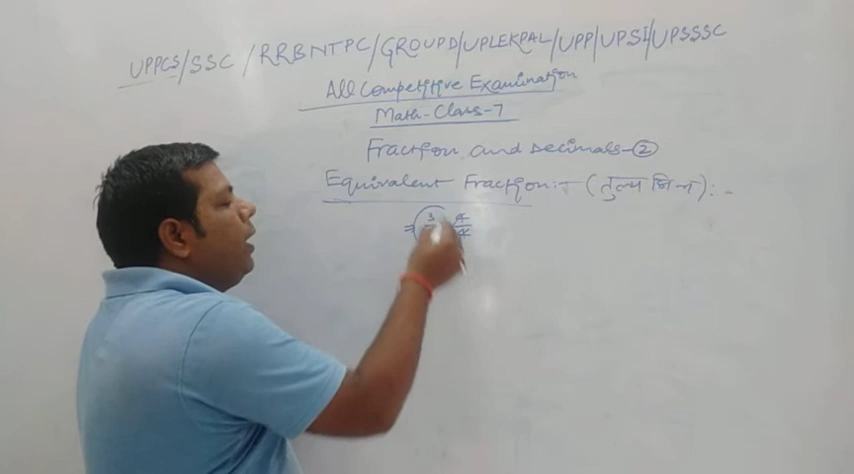 UPPCS/SSC/RRBNTPC/GROUPD/UPLEKPAL/UPP/UPSI/UPSSSC
All Competitive Examination
Math-Class-7
Fraction and Decimals-②
Equivalent Fraction:- (तुल्य भिन्न):-
⇒ 3